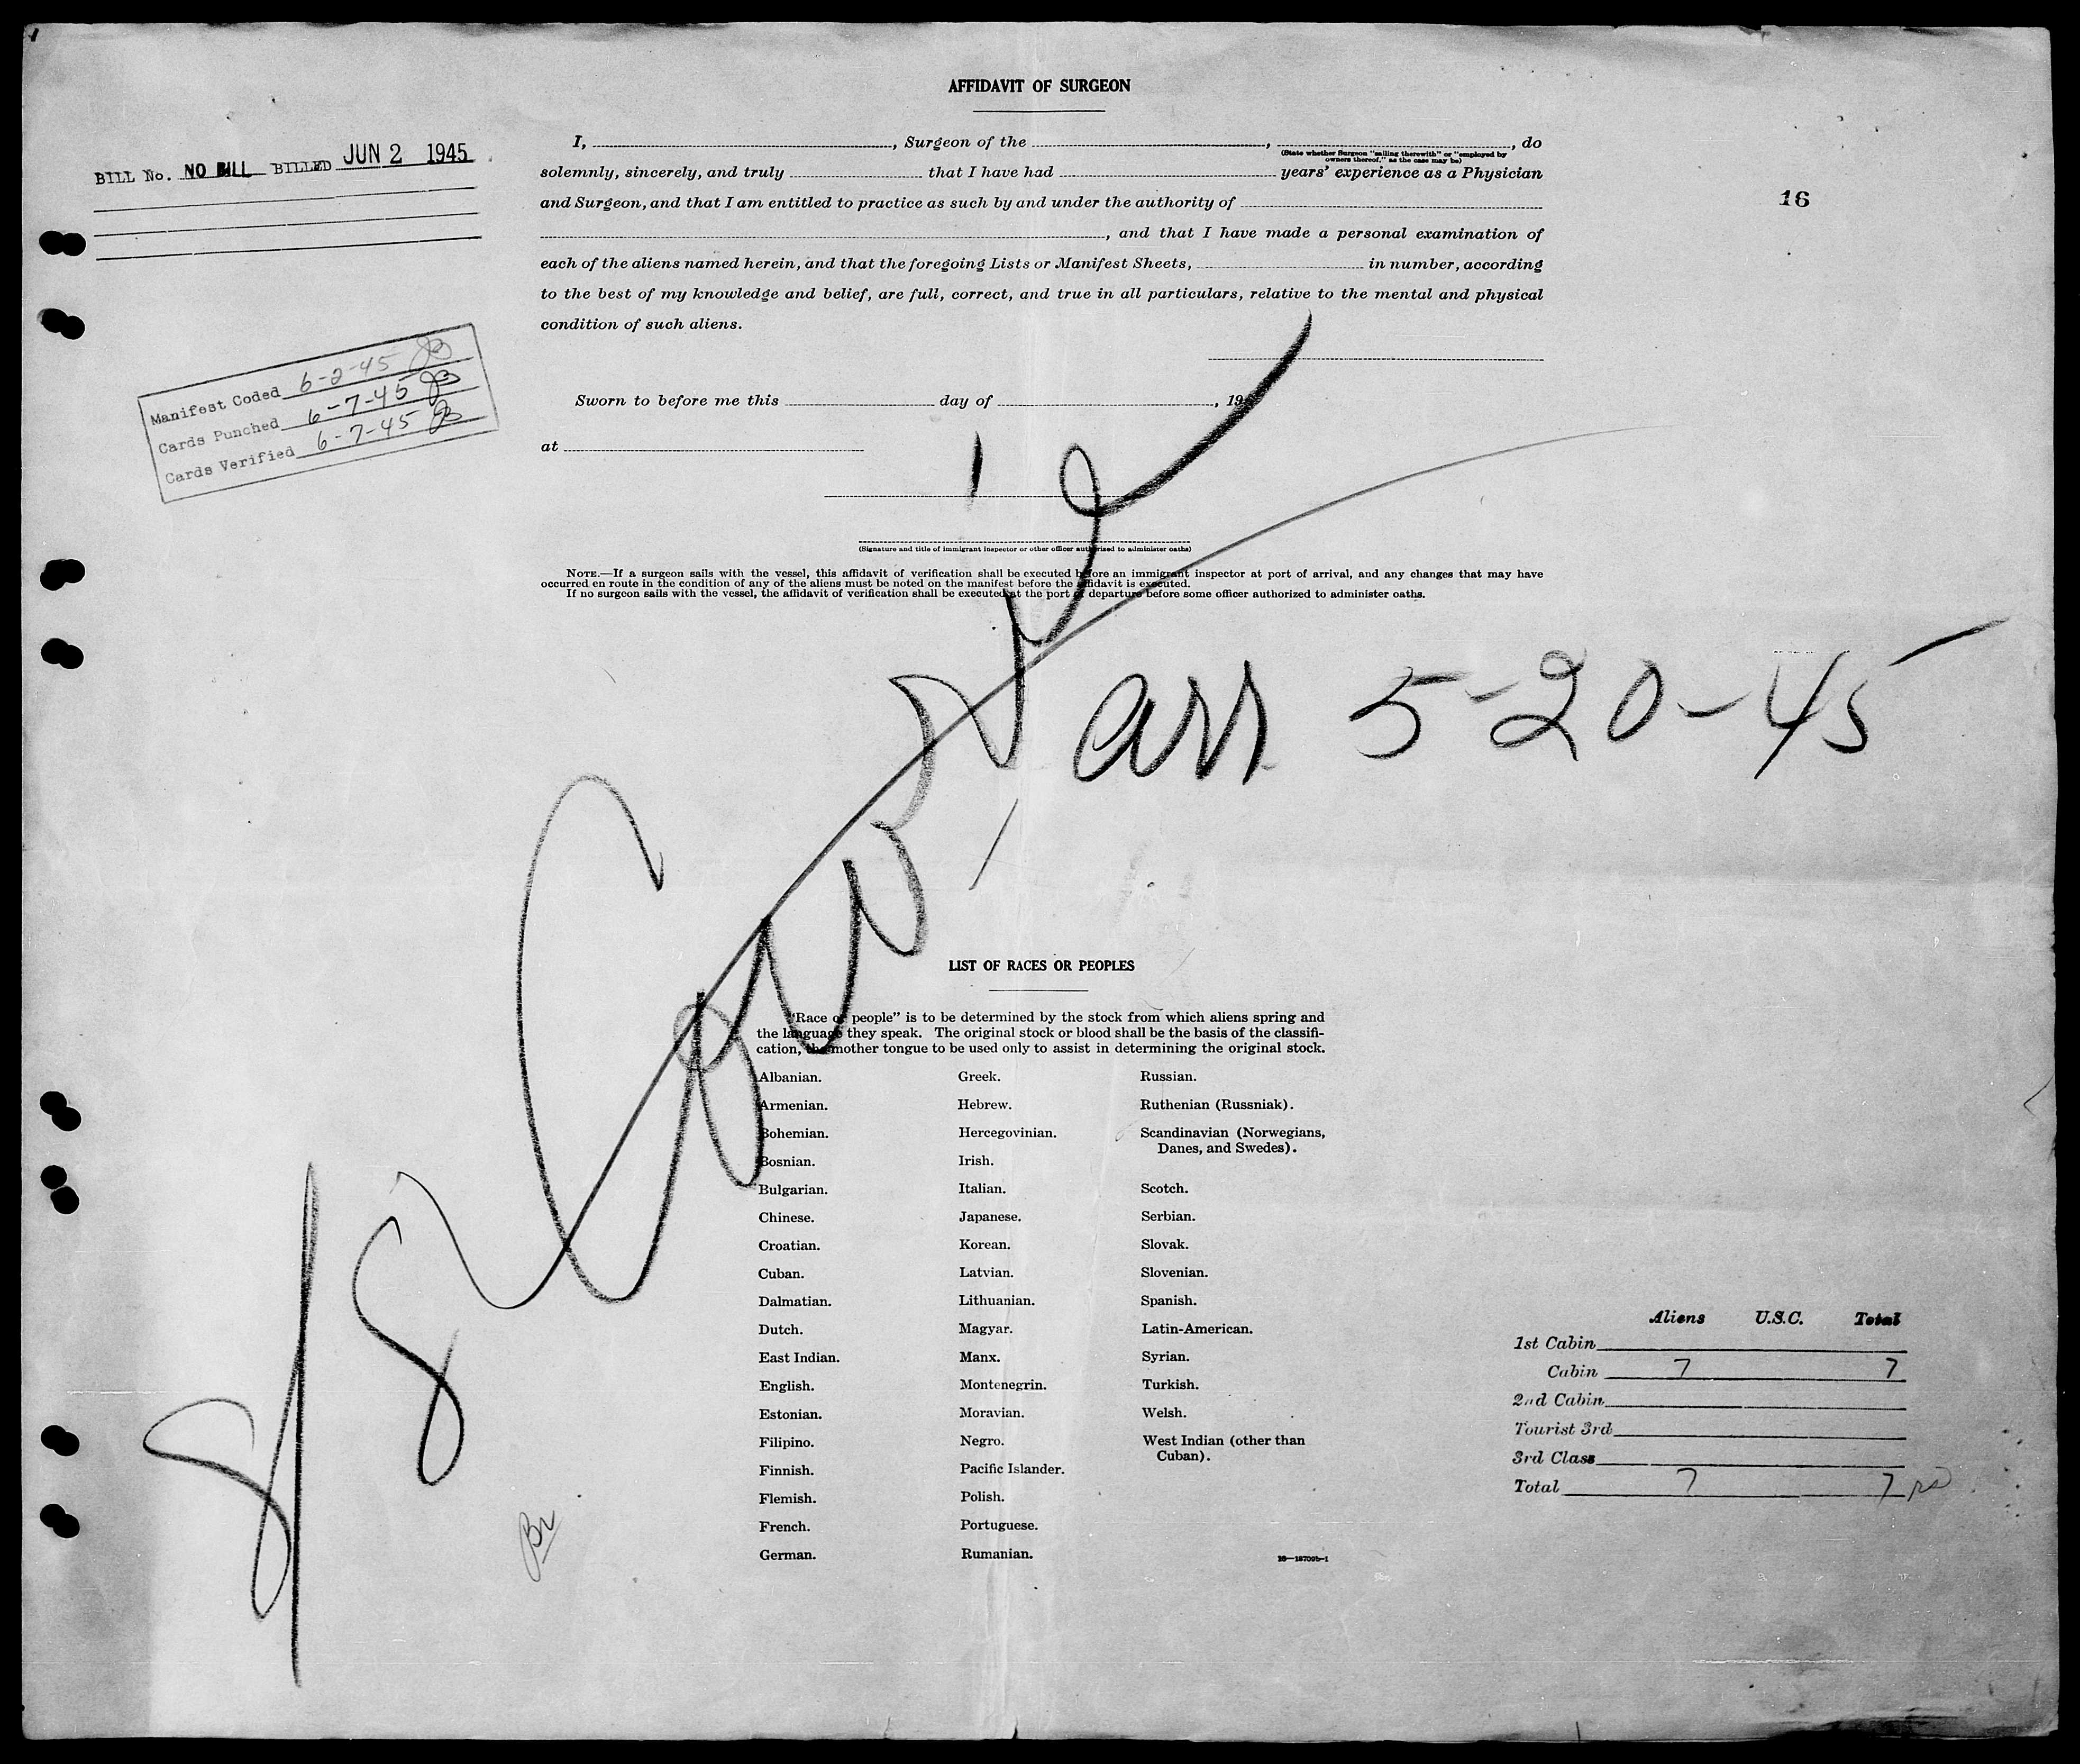 AFFIDAVIT OF SURGEON
BILL No. NO BILL BILLED JUN 2 1945
I, , Surgeon of the , , do
(State whether Surgeon "sailing therewith" or "employed by
owners thereof," as the case may be)
solemnly, sincerely, and truly that I have had years' experience as a Physician
and Surgeon, and that I am entitled to practice as such by and under the authority of
16
, and that I have made a personal examination of
each of the aliens named herein, and that the foregoing Lists or Manifest Sheets, in number, according
to the best of my knowledge and belief, are full, correct, and true in all particulars, relative to the mental and physical
condition of such aliens.
Manifest Coded 6-2-45
Cards Punched 6-7-45
Cards Verified 6-7-45
Sworn to before me this day of , 19
at
(Signature and title of immigrant inspector or other officer authorized to administer oaths)
NOTE.—If a surgeon sails with the vessel, this affidavit of verification shall be executed before an immigrant inspector at port of arrival, and any changes that may have
occurred en route in the condition of any of the aliens must be noted on the manifest before the affidavit is executed.
If no surgeon sails with the vessel, the affidavit of verification shall be executed at the port of departure before some officer authorized to administer oaths.
arr 5-20-45
LIST OF RACES OR PEOPLES
"Race or people" is to be determined by the stock from which aliens spring and
the language they speak. The original stock or blood shall be the basis of the classifi-
cation, the mother tongue to be used only to assist in determining the original stock.
Albanian.
Armenian.
Bohemian.
Bosnian.
Bulgarian.
Chinese.
Croatian.
Cuban.
Dalmatian.
Dutch.
East Indian.
English.
Estonian.
Filipino.
Finnish.
Flemish.
French.
German.
Greek.
Hebrew.
Hercegovinian.
Irish.
Italian.
Japanese.
Korean.
Latvian.
Lithuanian.
Magyar.
Manx.
Montenegrin.
Moravian.
Negro.
Pacific Islander.
Polish.
Portuguese.
Rumanian.
Russian.
Ruthenian (Russniak).
Scandinavian (Norwegians,
Danes, and Swedes).
Scotch.
Serbian.
Slovak.
Slovenian.
Spanish.
Latin-American.
Syrian.
Turkish.
Welsh.
West Indian (other than
Cuban).
16—18709b-1
Aliens U.S.C. Total
1st Cabin
Cabin 7 7
2nd Cabin
Tourist 3rd
3rd Class
Total 7 7